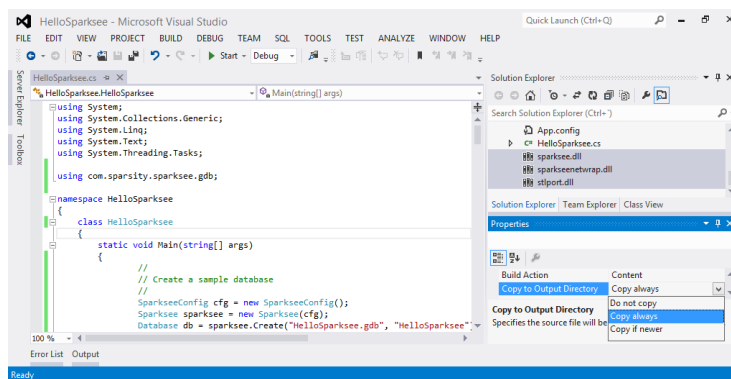 HelloSparksee - Microsoft Visual Studio
Quick Launch (Ctrl+Q)
FILE EDIT VIEW PROJECT BUILD DEBUG TEAM SQL TOOLS TEST ANALYZE WINDOW HELP
Start Debug
Server Explorer
Toolbox
HelloSparksee.cs
HelloSparksee.HelloSparksee
Main(string[] args)
using System;
using System.Collections.Generic;
using System.Linq;
using System.Text;
using System.Threading.Tasks;
using com.sparsity.sparksee.gdb;
namespace HelloSparksee
{
class HelloSparksee
{
static void Main(string[] args)
{
//
// Create a sample database
//
SparkseeConfig cfg = new SparkseeConfig();
Sparksee sparksee = new Sparksee(cfg);
Database db = sparksee.Create("HelloSparksee.gdb", "HelloSparksee"
100 %
Error List Output
Ready
Solution Explorer
Search Solution Explorer (Ctrl+')
App.config
C# HelloSparksee.cs
sparksee.dll
sparkseenetwrap.dll
stlport.dll
Solution Explorer Team Explorer Class View
Properties
Build Action Content
Copy to Output Directory Copy always
Do not copy
Copy always
Copy if newer
Copy to Output Directory
Specifies the source file will be